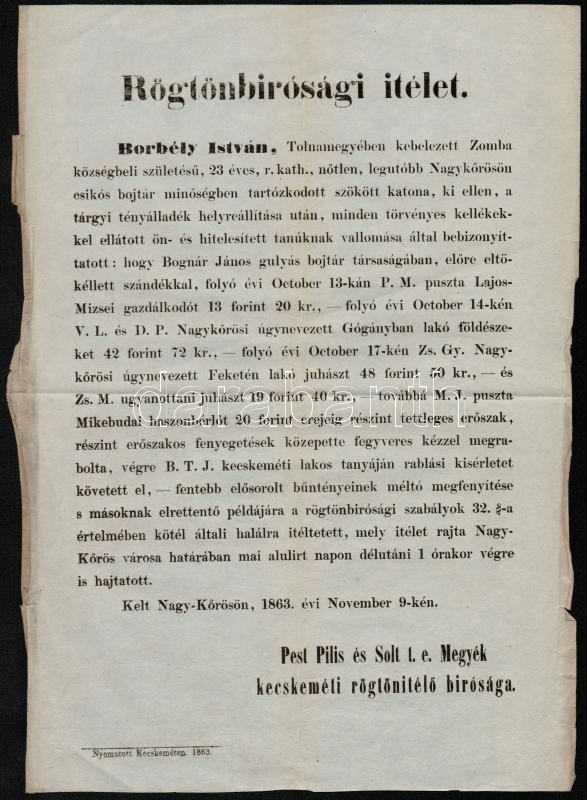 Rögtönbirósági itélet.
Borbély István, Tolnamegyében kebelezett Zomba
községbeli születésű, 23 éves, r. kath., nőtlen, legutóbb Nagykőrösön
csikós bojtár minőségben tartózkodott szökött katona, ki ellen, a
tárgyi tényálladék helyreállítása után, minden törvényes kellékek-
kel ellátott ön- és hitelesített tanúknak vallomása által bebizonyít-
tatott: hogy Bognár János gulyás bojtár társaságában, előre eltö-
kéllett szándékkal, folyó évi October 13-kán P. M. puszta Lajos-
Mizsei gazdálkodót 13 forint 20 kr., — folyó évi October 14-kén
V. L. és D. P. Nagykőrösi úgynevezett Gógányban lakó földésze-
ket 42 forint 72 kr., — folyó évi October 17-kén Zs. Gy. Nagy-
kőrösi úgynevezett Feketén lakó juhászt 48 forint 50 kr., — és
Zs. M. ugyanottani juhászt 19 forint 40 kr., — továbbá M. J. puszta
Mikebudai haszonbérlőt 20 forint erejeig részint tettleges erőszak,
részint erőszakos fenyegetések közepette fegyveres kézzel megra-
bolta, végre B. T. J. kecskeméti lakos tanyáján rablási kisérletet
követett el, — fentebb elősorolt bűntényeinek méltó megfenyítése
s másoknak elrettentő példájára a rögtönbirósági szabályok 32. §-a
értelmében kötél általi halálra itéltetett, mely itélet rajta Nagy-
Kőrös városa határában mai alulirt napon délutáni 1 órakor végre
is hajtatott.
Kelt Nagy-Kőrösön, 1863. évi November 9-kén.
Pest Pilis és Solt t. e. Megyék
kecskeméti rögtönitélő birósága.
Nyomatott Kecskeméten. 1863.
darabanth